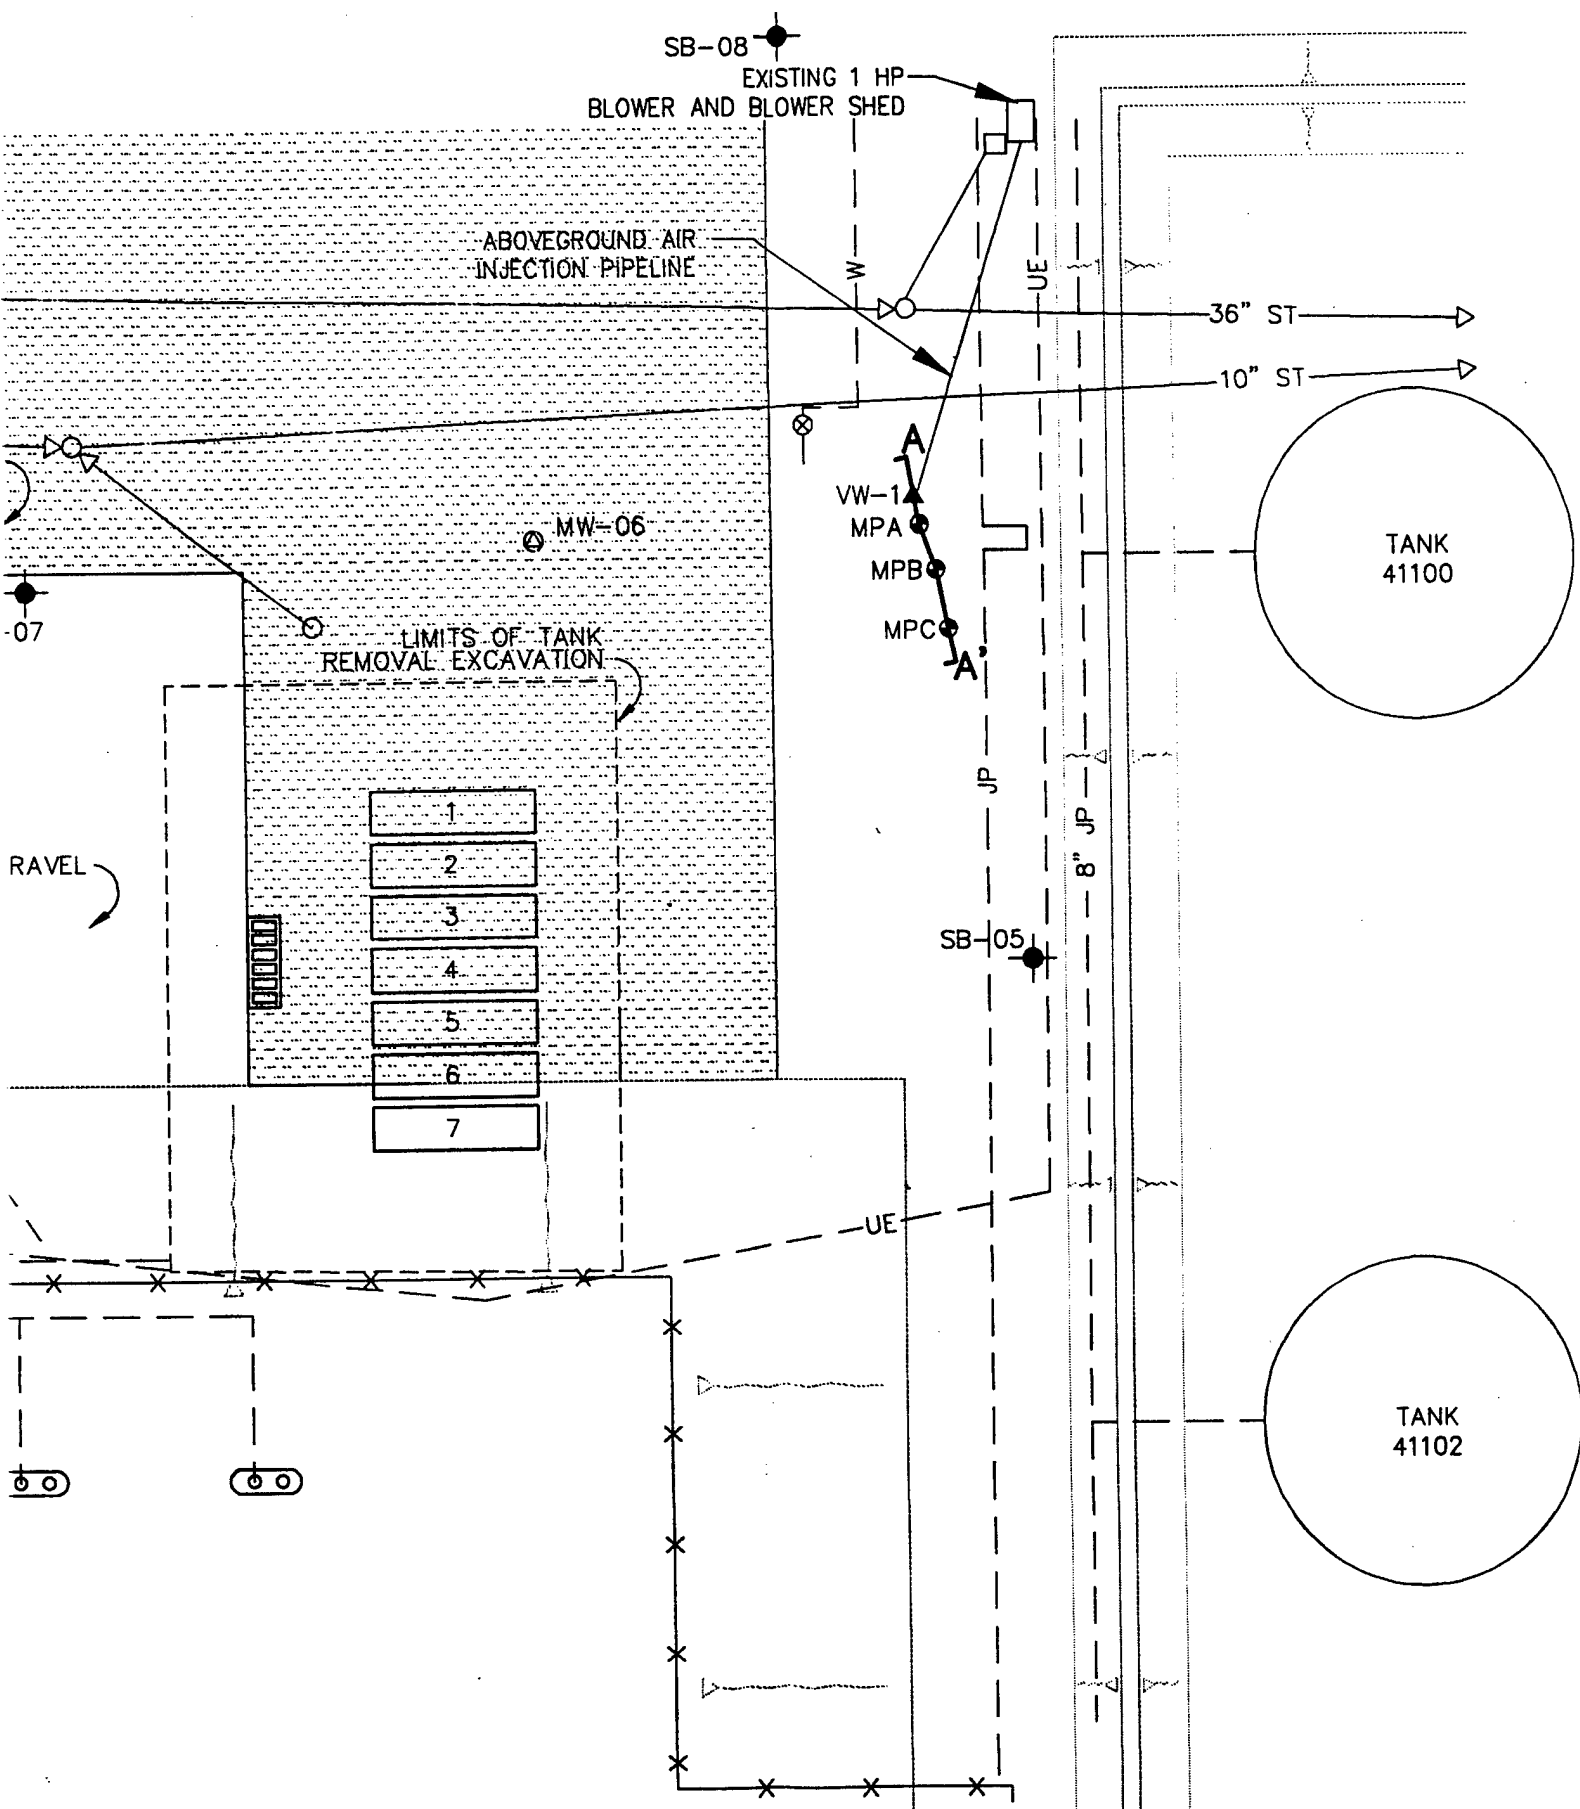 SB-08
EXISTING 1 HP
BLOWER AND BLOWER SHED
ABOVEGROUND AIR
INJECTION PIPELINE
W
UE
36" ST
10" ST
A
VW-1
MPA
MPB
MPC
A'
MW-06
TANK
41100
-07
LIMITS OF TANK
REMOVAL EXCAVATION
JP
8" JP
1
2
3
4
5
6
7
RAVEL
SB-05
UE
TANK
41102